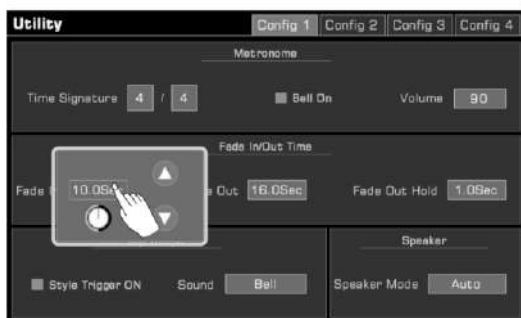 Utility Config 1 Config 2 Config 3 Config 4
Metronome
Time Signature 4 / 4 Bell On Volume 90
Fade In/Out Time
Fade 10.0Sec Out 16.0Sec Fade Out Hold 1.0Sec
Speaker
Style Trigger ON Sound Bell Speaker Mode Auto